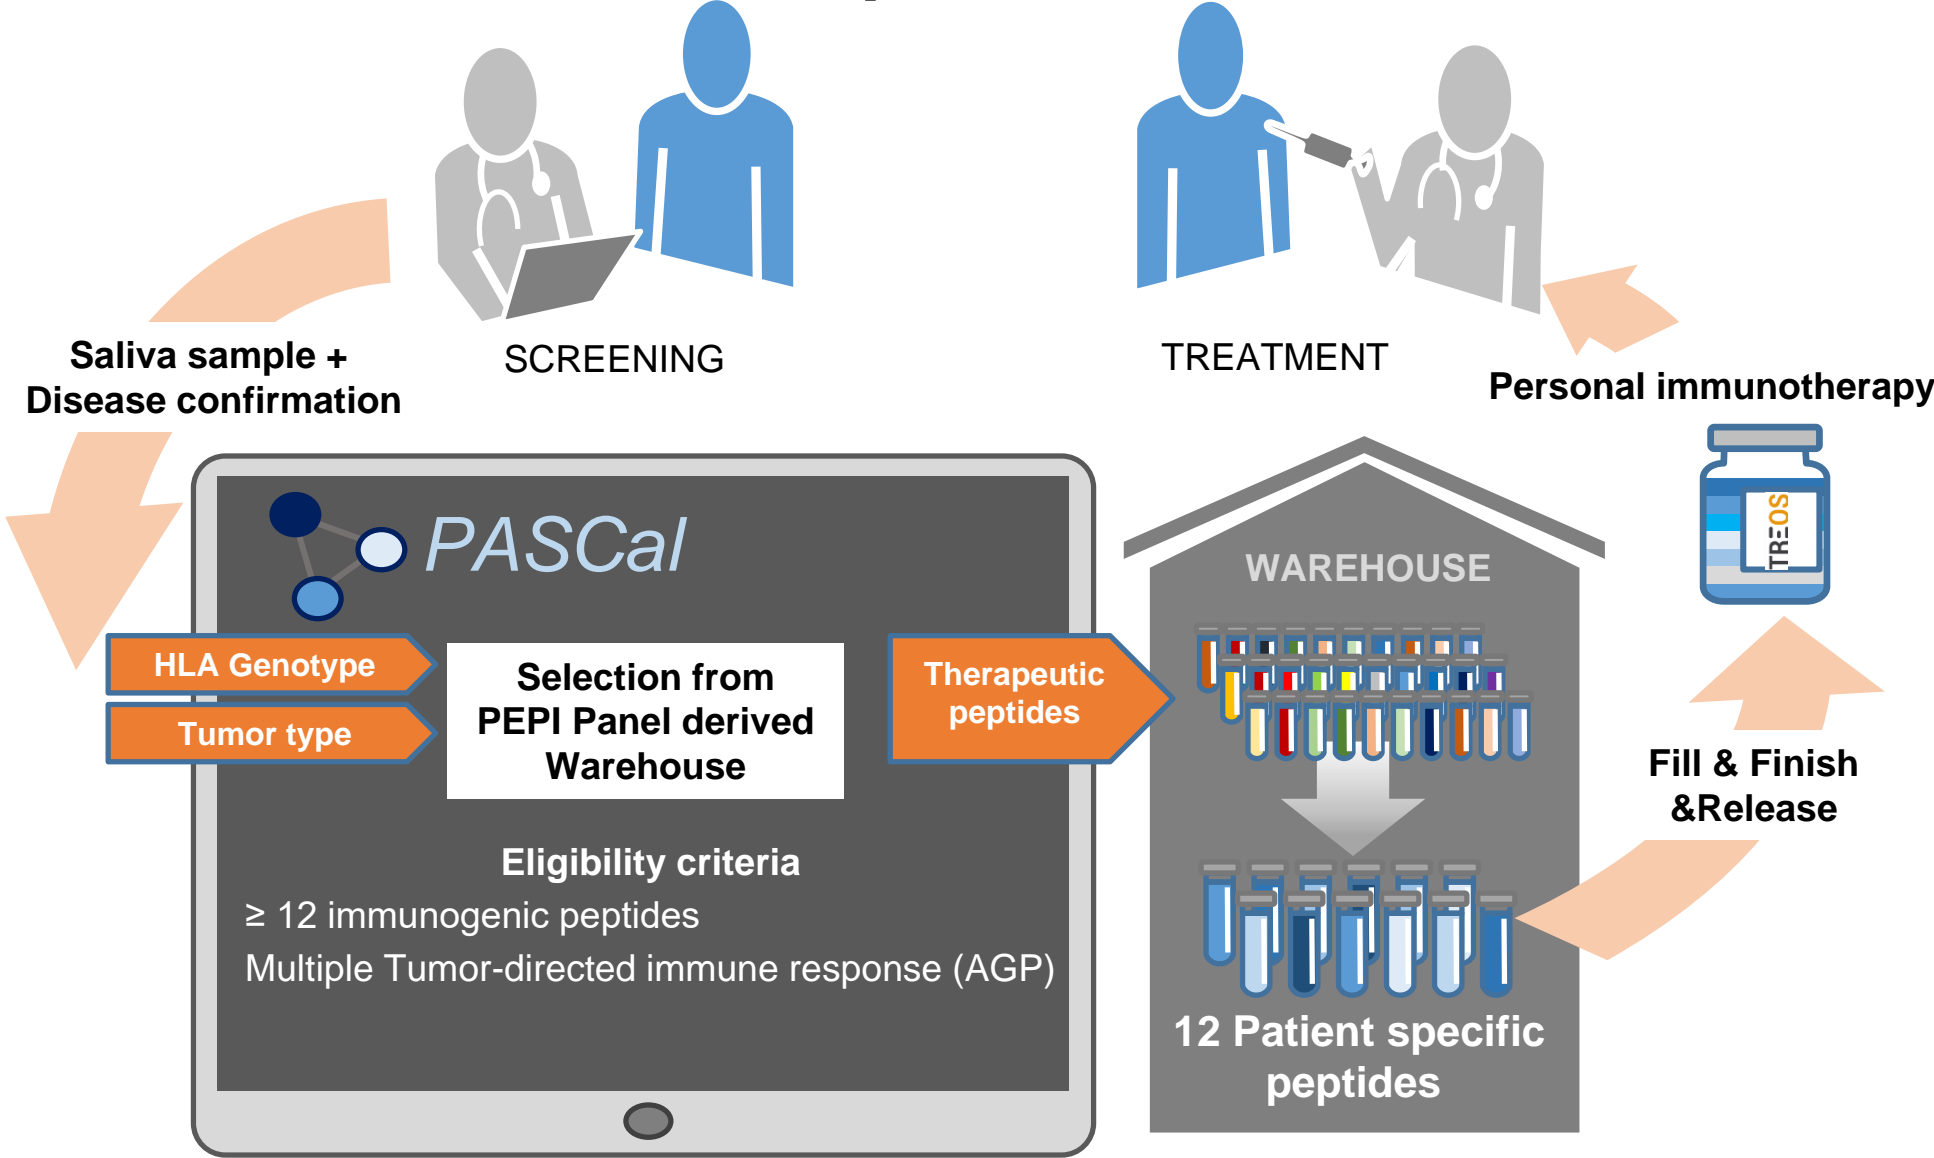 SCREENING
TREATMENT
Saliva sample +
Disease confirmation
Personal immunotherapy
TREOS
PASCal
HLA Genotype
Tumor type
Selection from
PEPI Panel derived
Warehouse
Therapeutic
peptides
WAREHOUSE
Fill & Finish
&Release
Eligibility criteria
≥ 12 immunogenic peptides
Multiple Tumor-directed immune response (AGP)
12 Patient specific
peptides